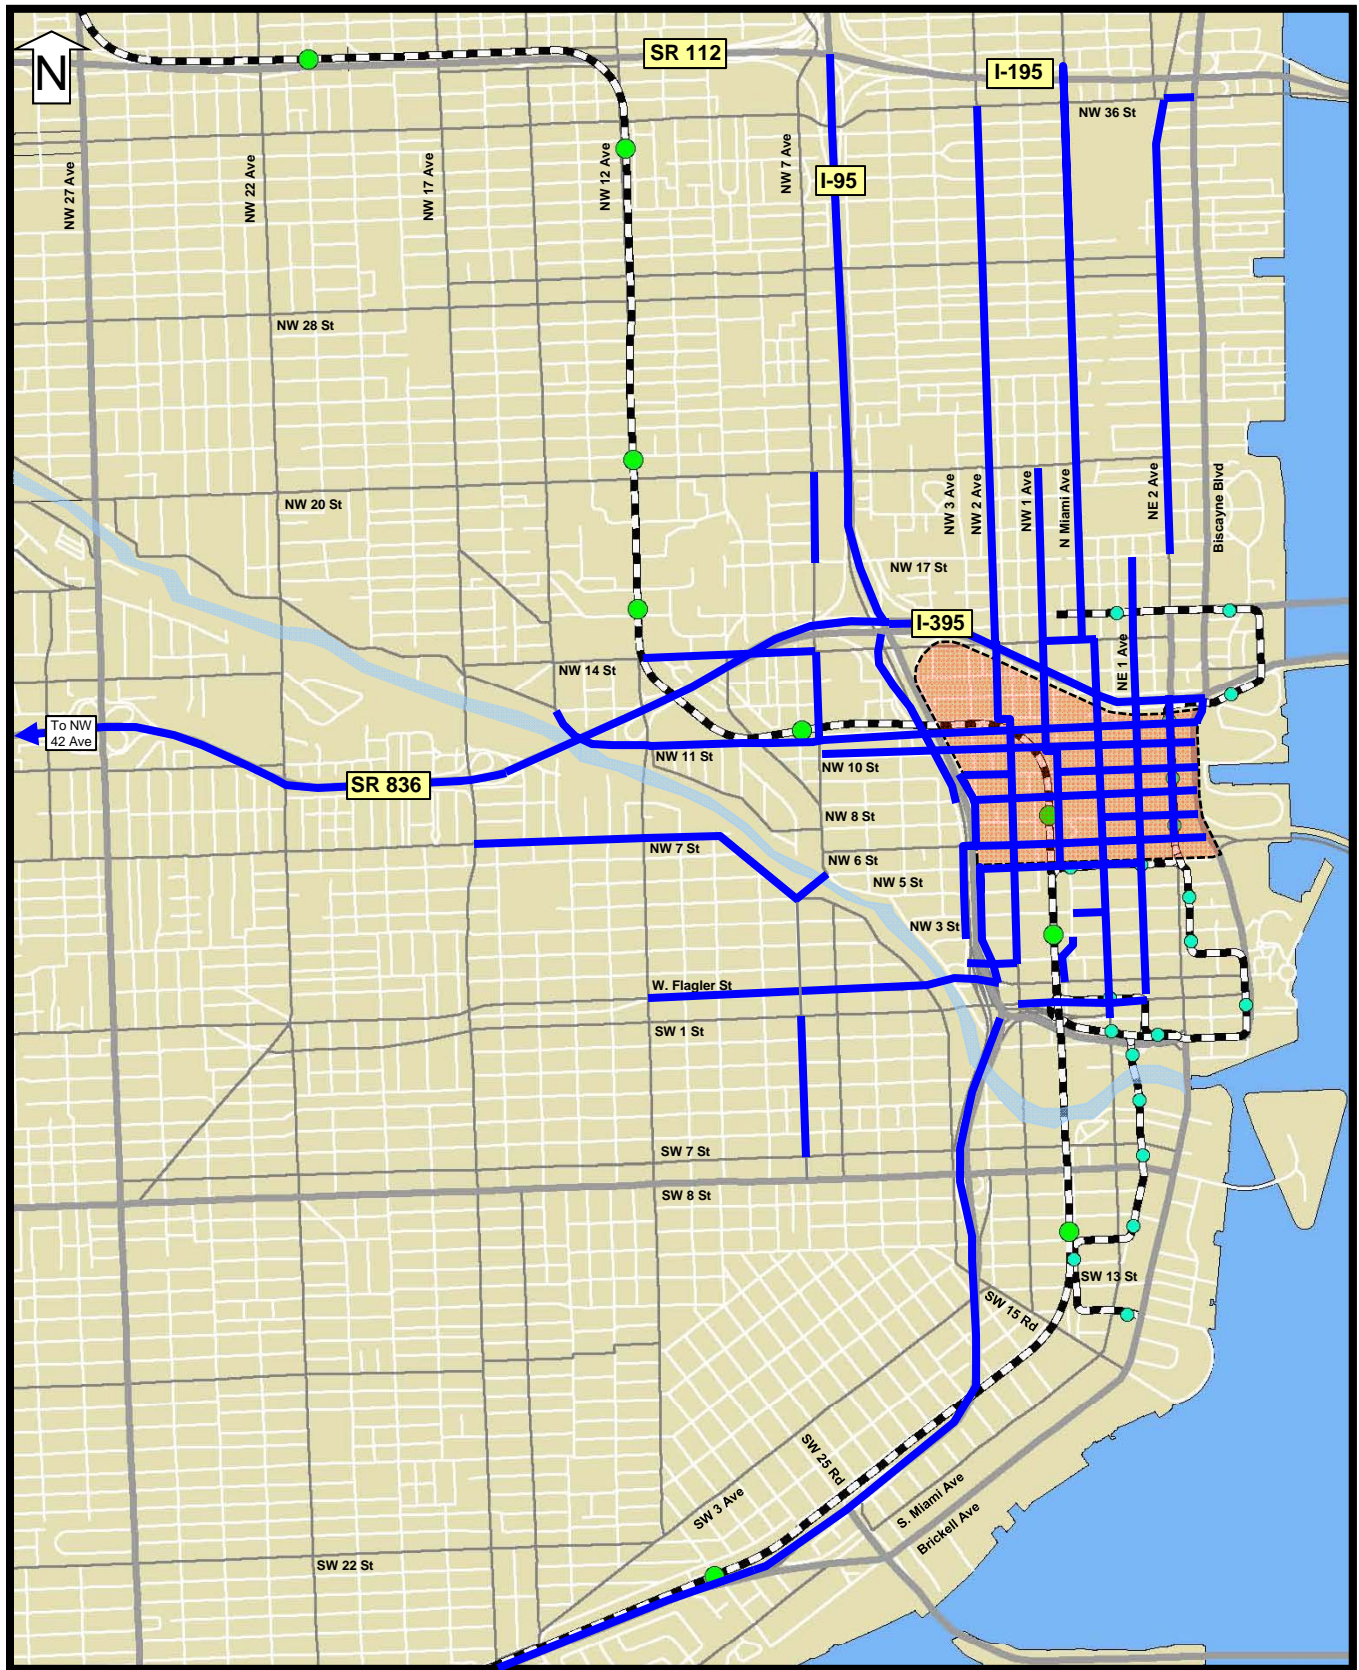 N
SR 112
I-195
NW 36 St
I-95
NW 27 Ave
NW 22 Ave
NW 17 Ave
NW 12 Ave
NW 7 Ave
NW 28 St
NW 20 St
NW 3 Ave
NW 2 Ave
NW 1 Ave
N Miami Ave
NE 2 Ave
Biscayne Blvd
NW 17 St
I-395
NE 1 Ave
NW 14 St
To NW
42 Ave
NW 11 St
NW 10 St
SR 836
NW 8 St
NW 7 St
NW 6 St
NW 5 St
NW 3 St
W. Flagler St
SW 1 St
SW 7 St
SW 8 St
SW 13 St
SW 15 Rd
SW 25 Rd
SW 3 Ave
S. Miami Ave
Brickell Ave
SW 22 St